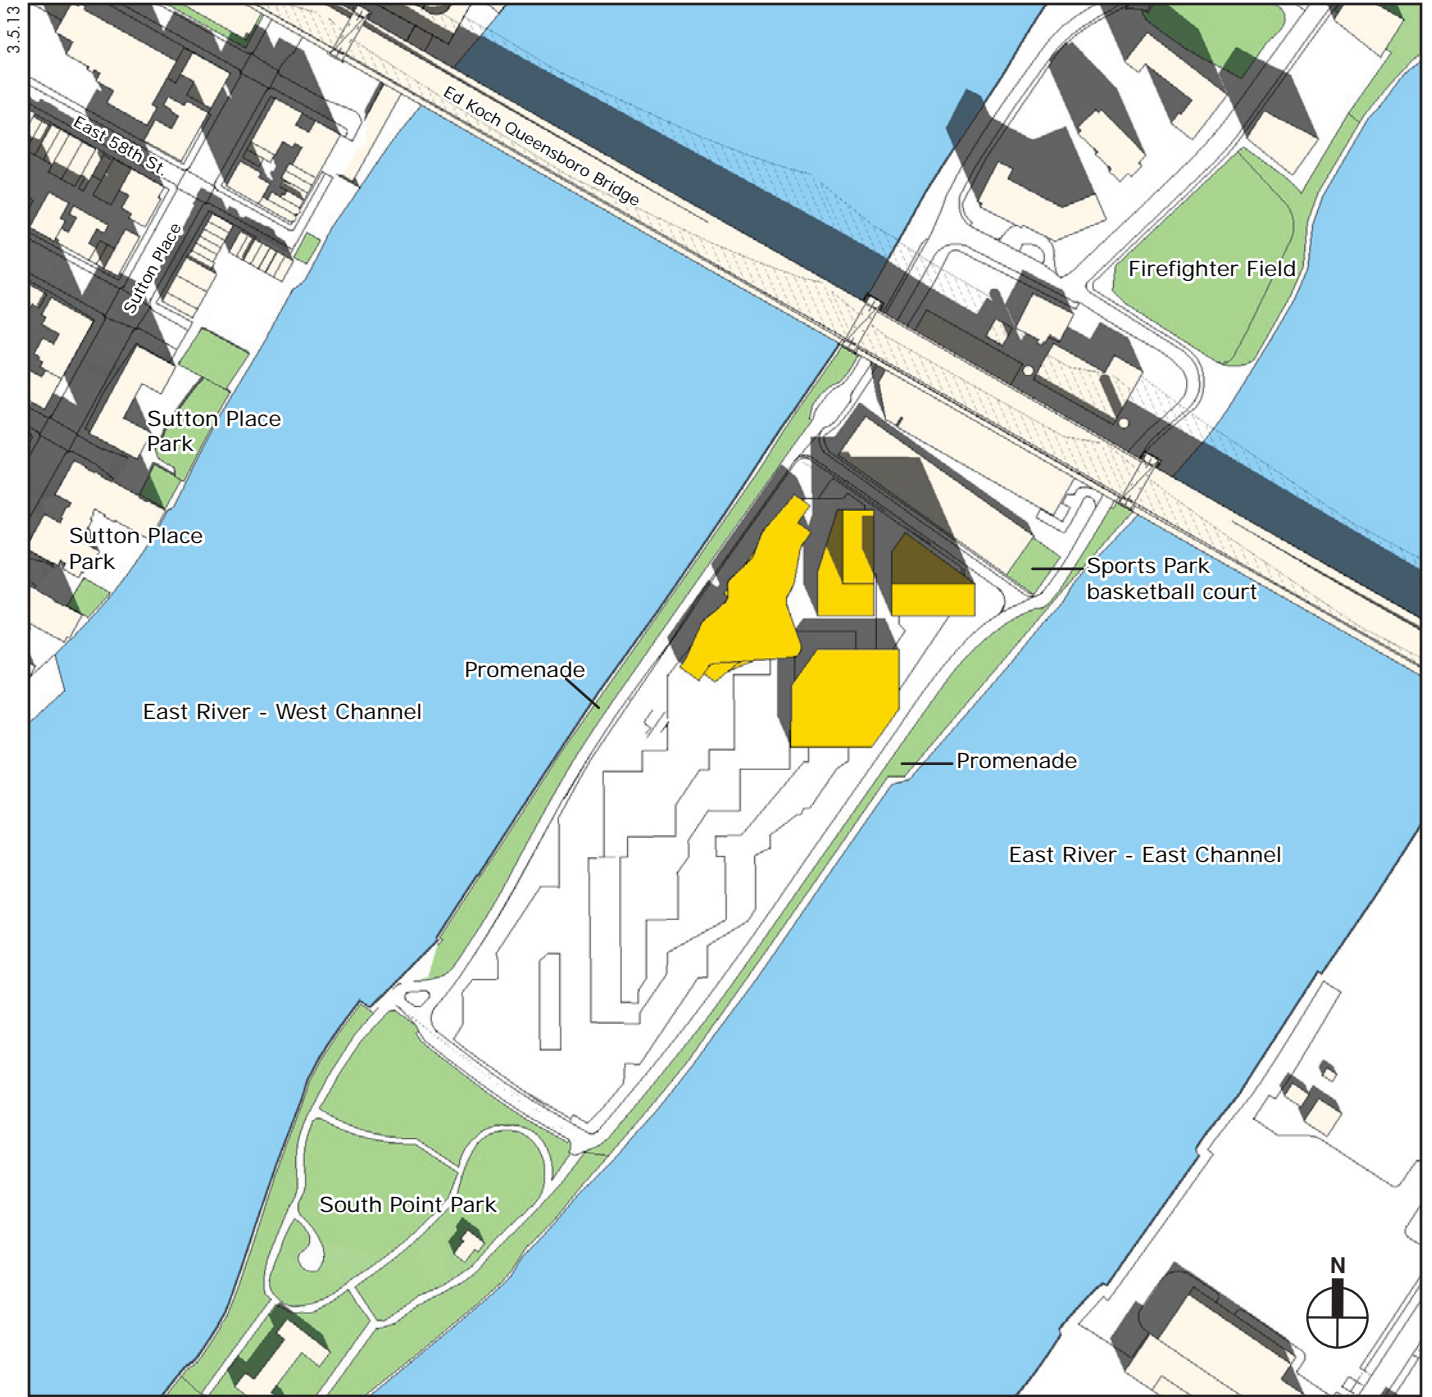 3.5.13
Ed Koch Queensboro Bridge
East 58th St.
Sutton Place
Firefighter Field
Sutton Place
Park
Sutton Place
Park
Sports Park
basketball court
Promenade
East River - West Channel
Promenade
East River - East Channel
South Point Park
N